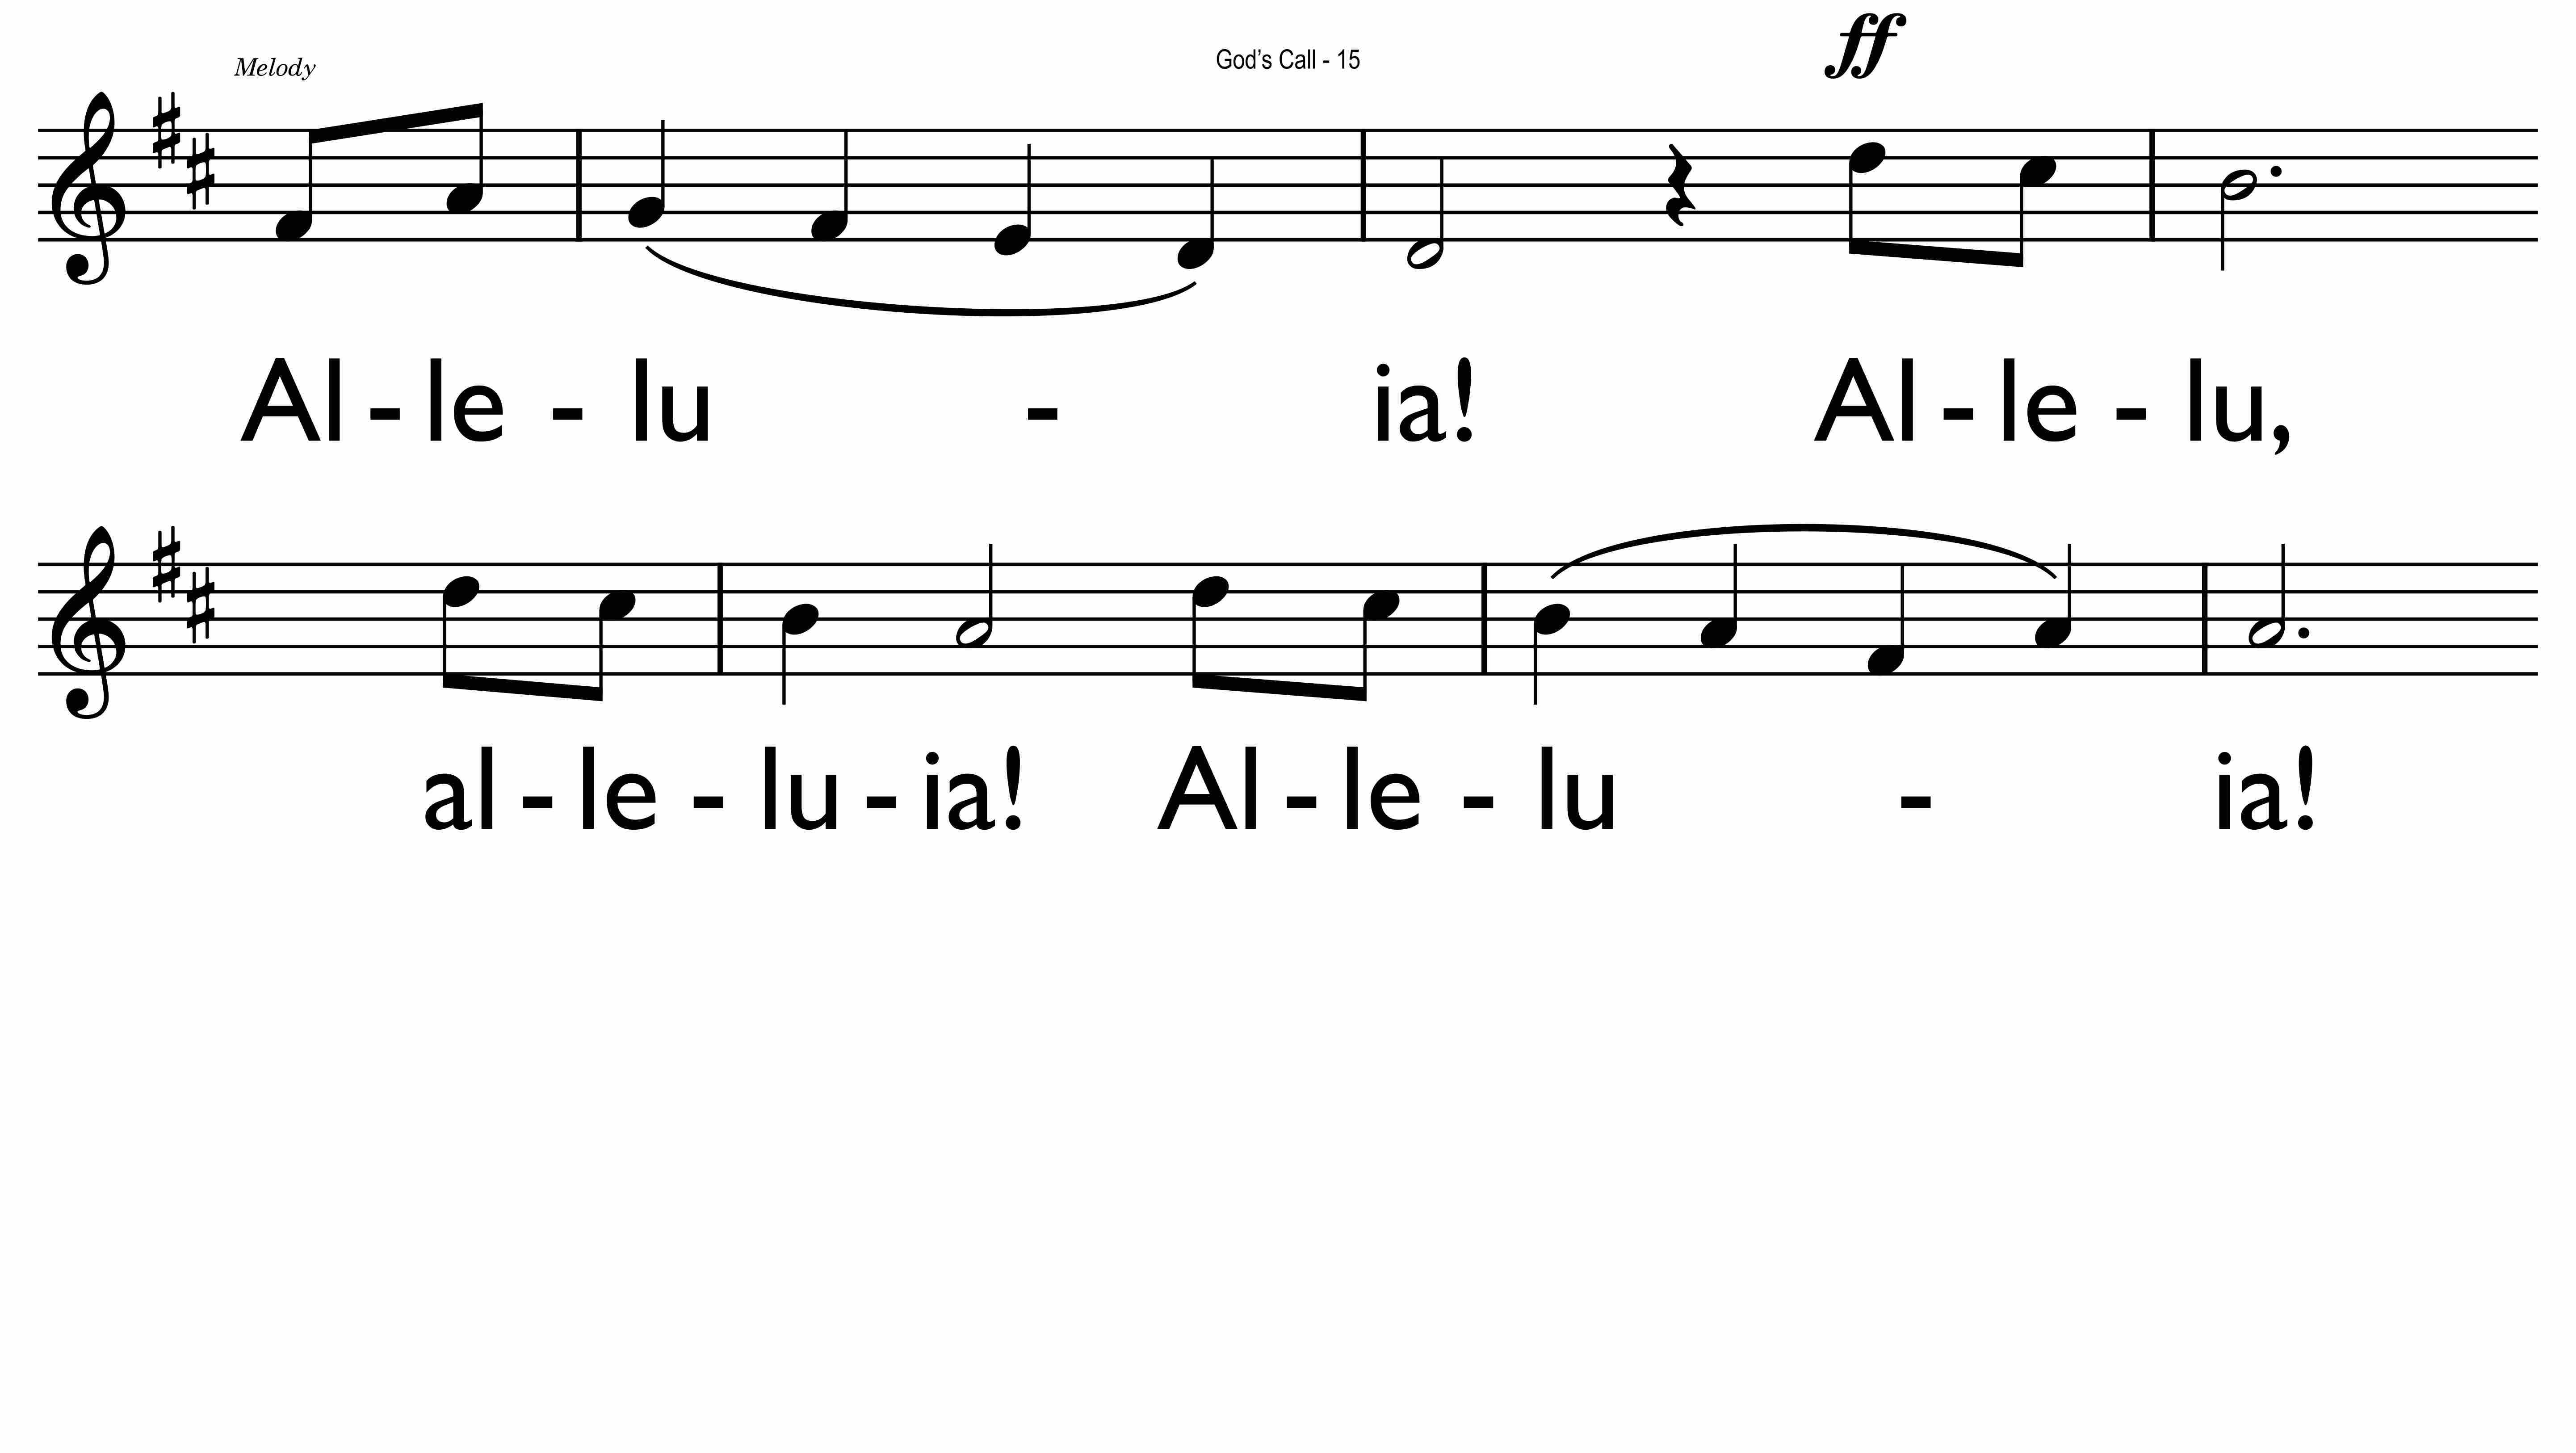 God’s Call - 15
Melody
ff
Al - le - lu - ia! Al - le - lu,
al - le - lu - ia! Al - le - lu - ia!